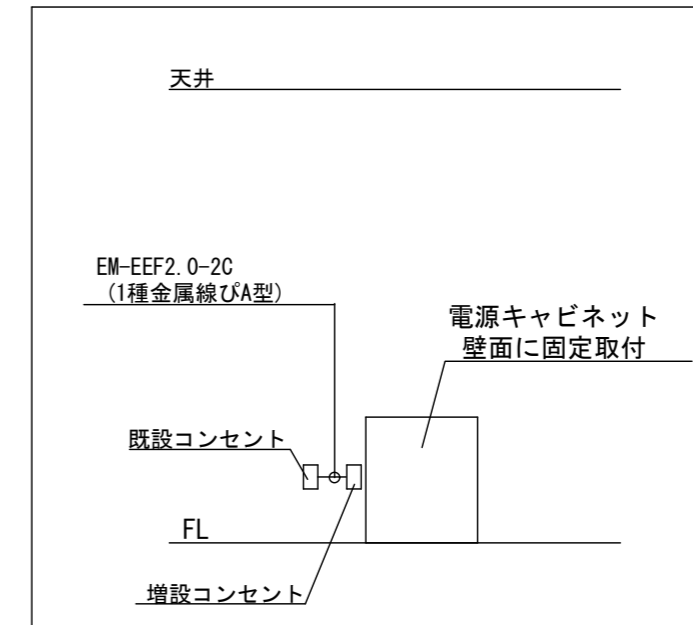 天井
EM-EEF2.0-2C
(1種金属線ぴA型)
電源キャビネット
壁面に固定取付
既設コンセント
FL
増設コンセント